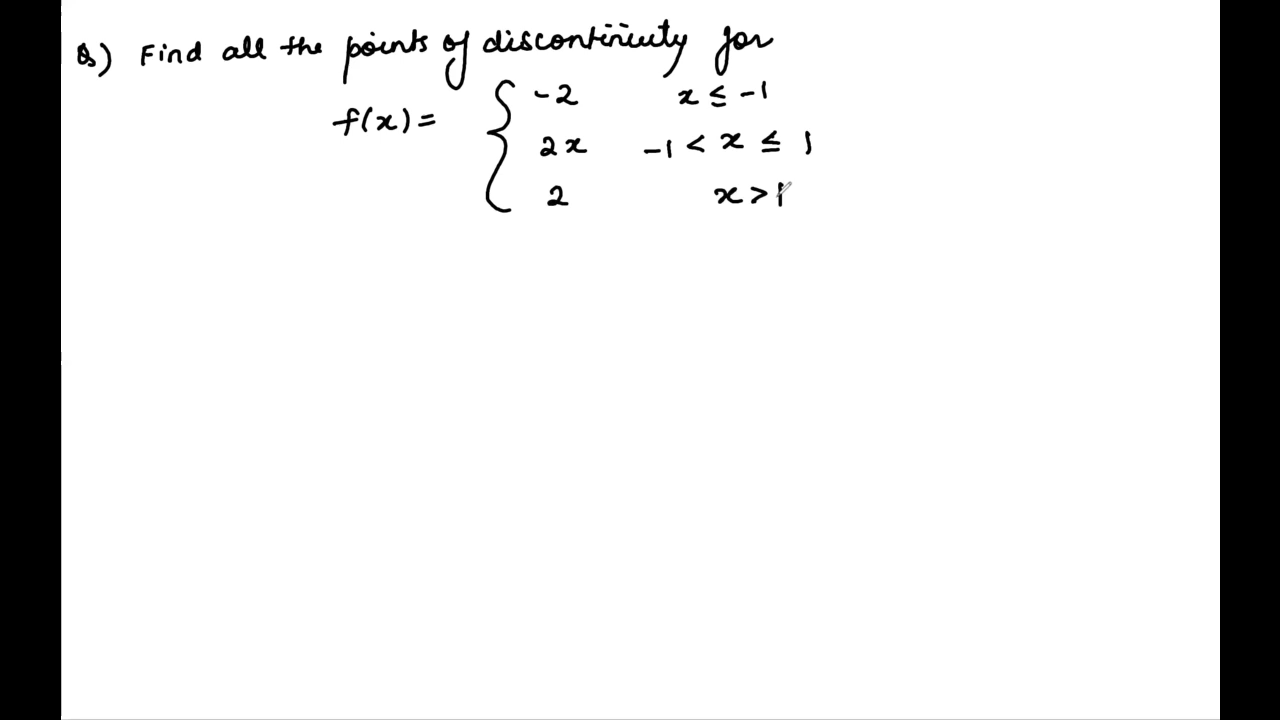 Q) Find all the points of discontinuity for
f(x) = { -2 x ≤ -1
2x -1 < x ≤ 1
2 x > 1